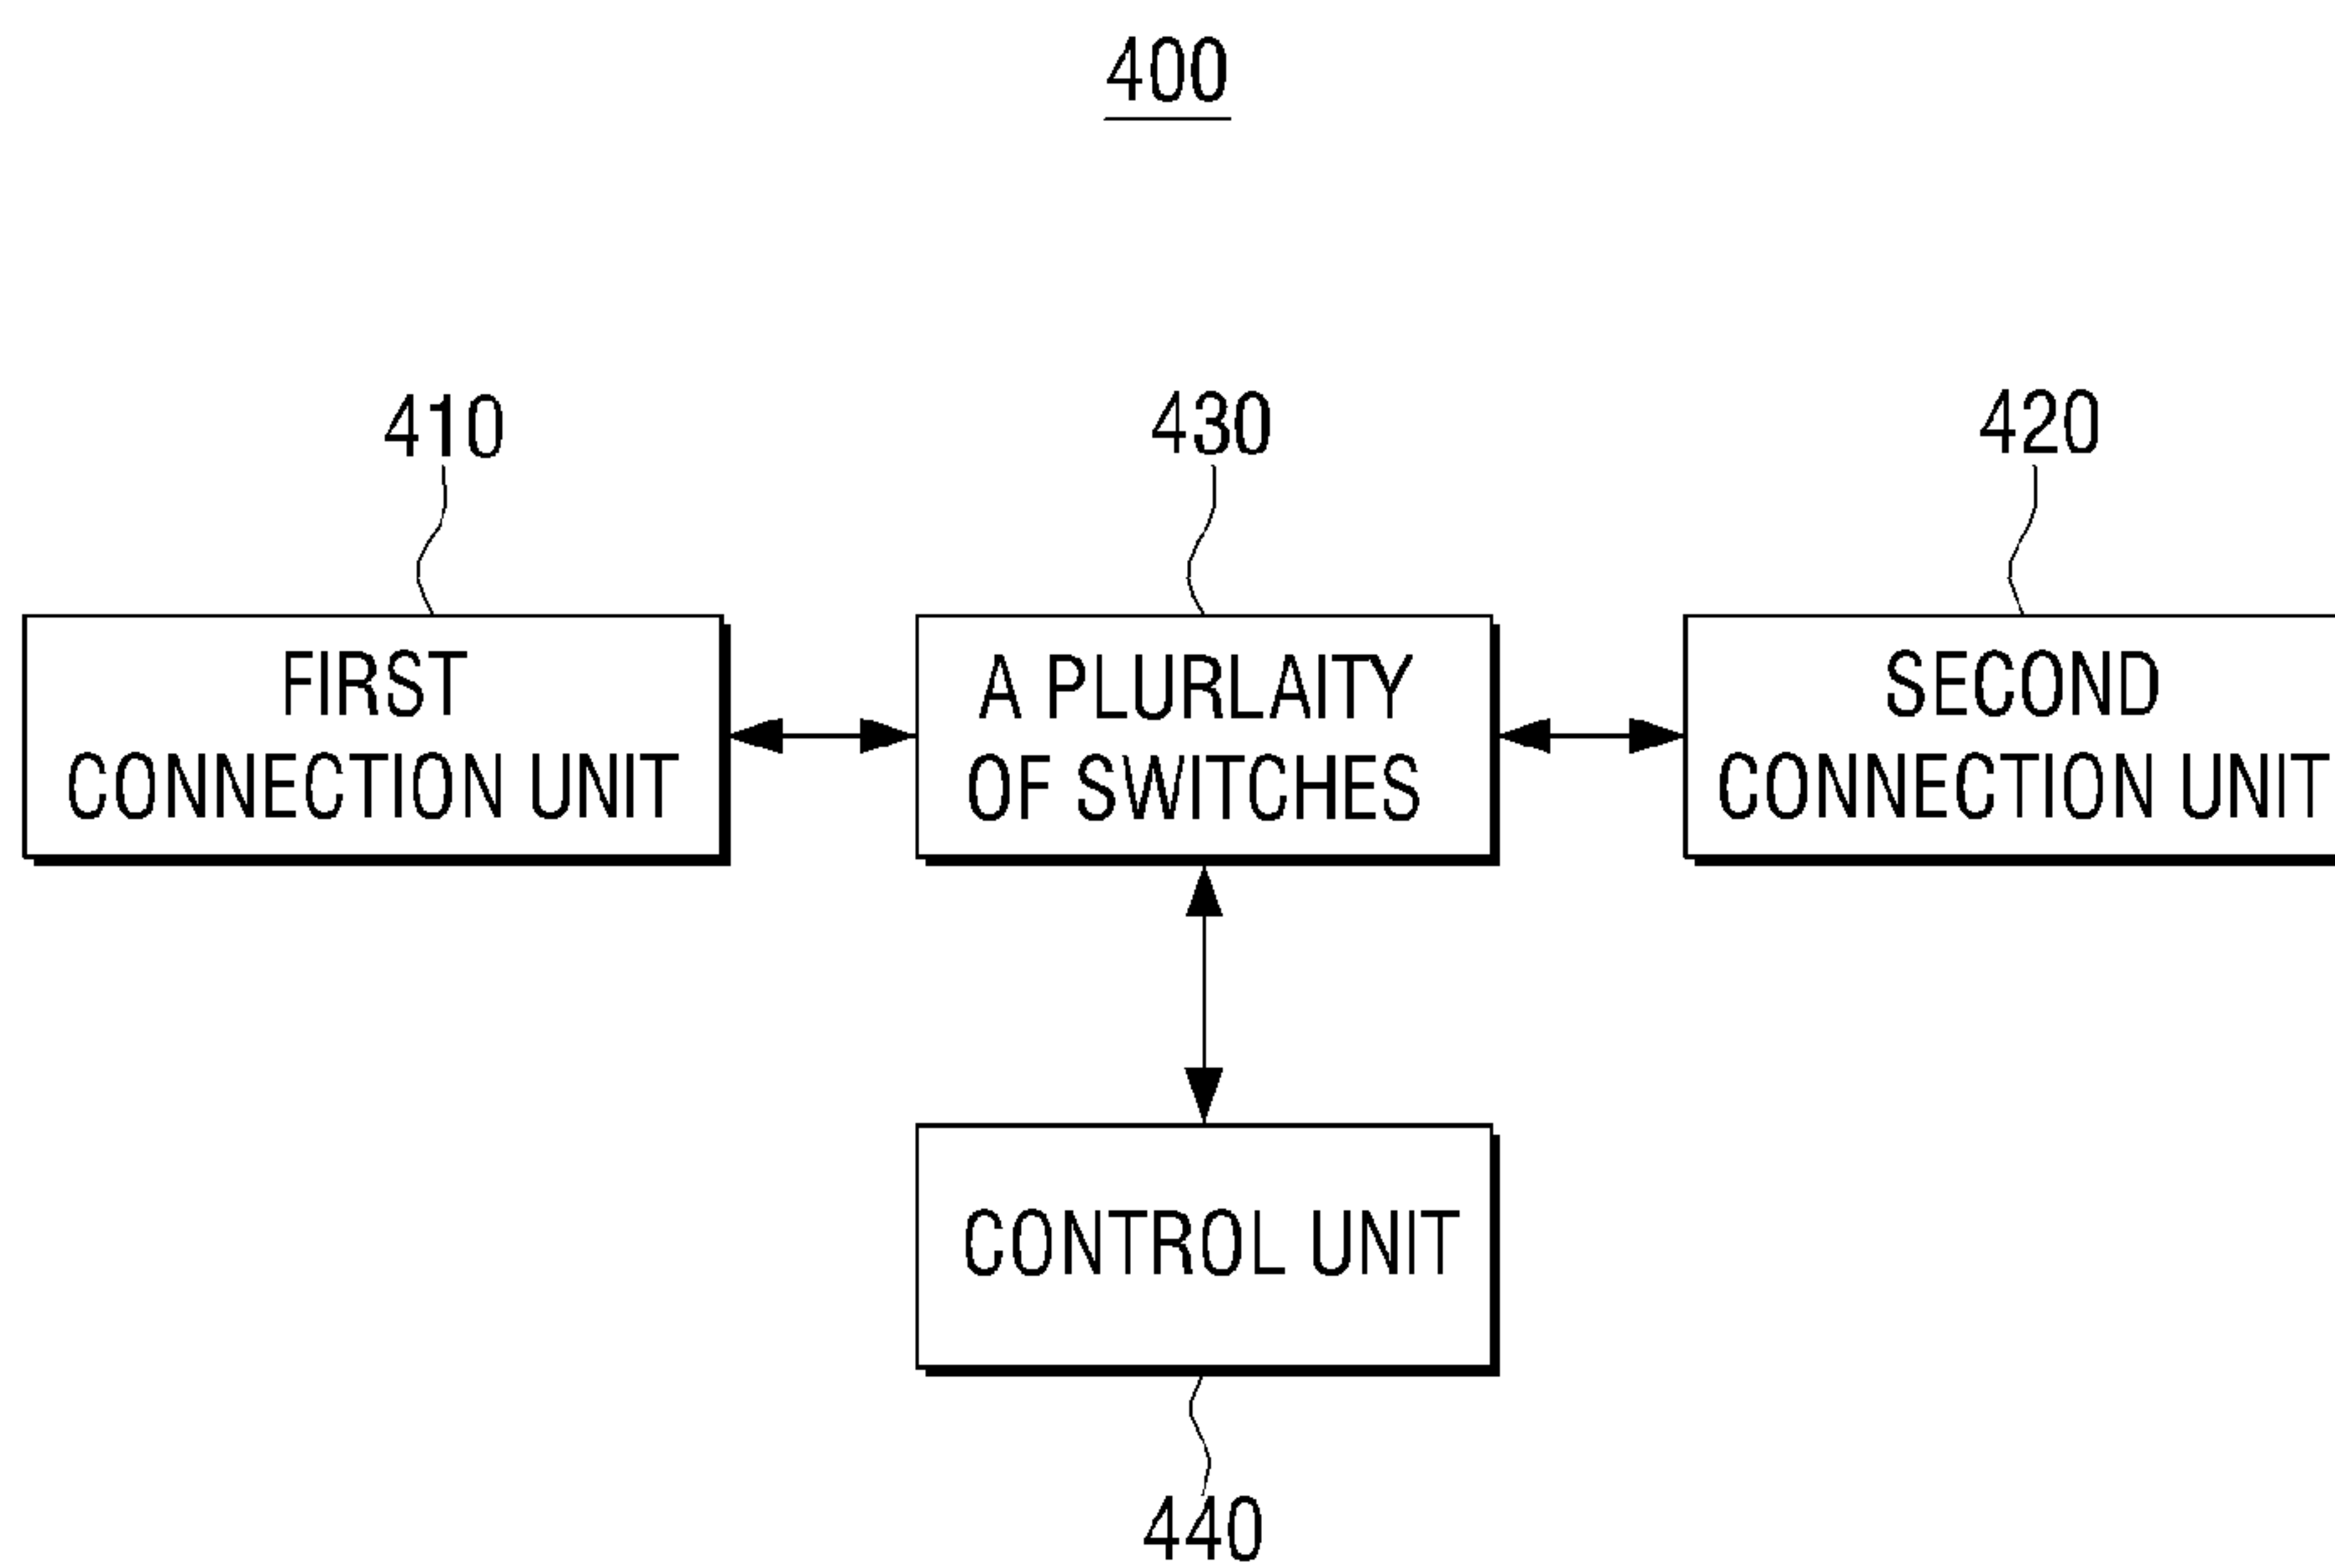 400
410
430
420
FIRST
CONNECTION UNIT
A PLURLAITY
OF SWITCHES
SECOND
CONNECTION UNIT
CONTROL UNIT
440